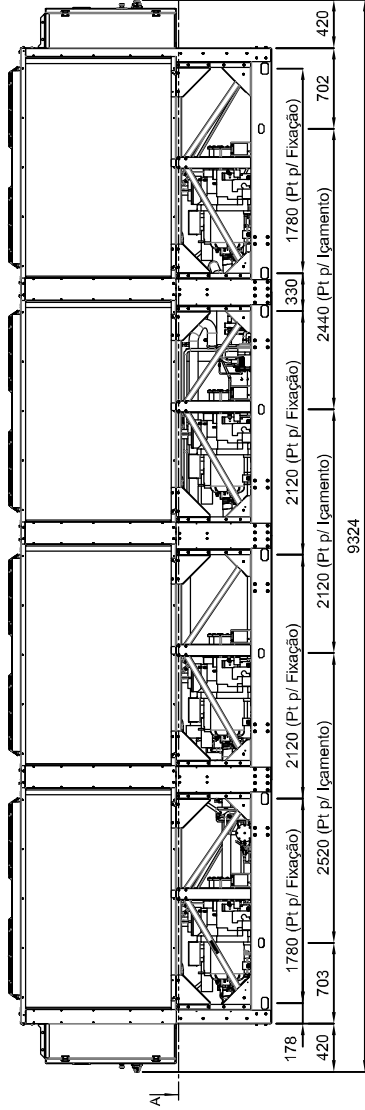 A
178
1780 (Pt p/ Fixação)
2120 (Pt p/ Fixação)
2120 (Pt p/ Fixação)
330
1780 (Pt p/ Fixação)
420
703
2520 (Pt p/ Içamento)
2120 (Pt p/ Içamento)
2440 (Pt p/ Içamento)
702
420
9324